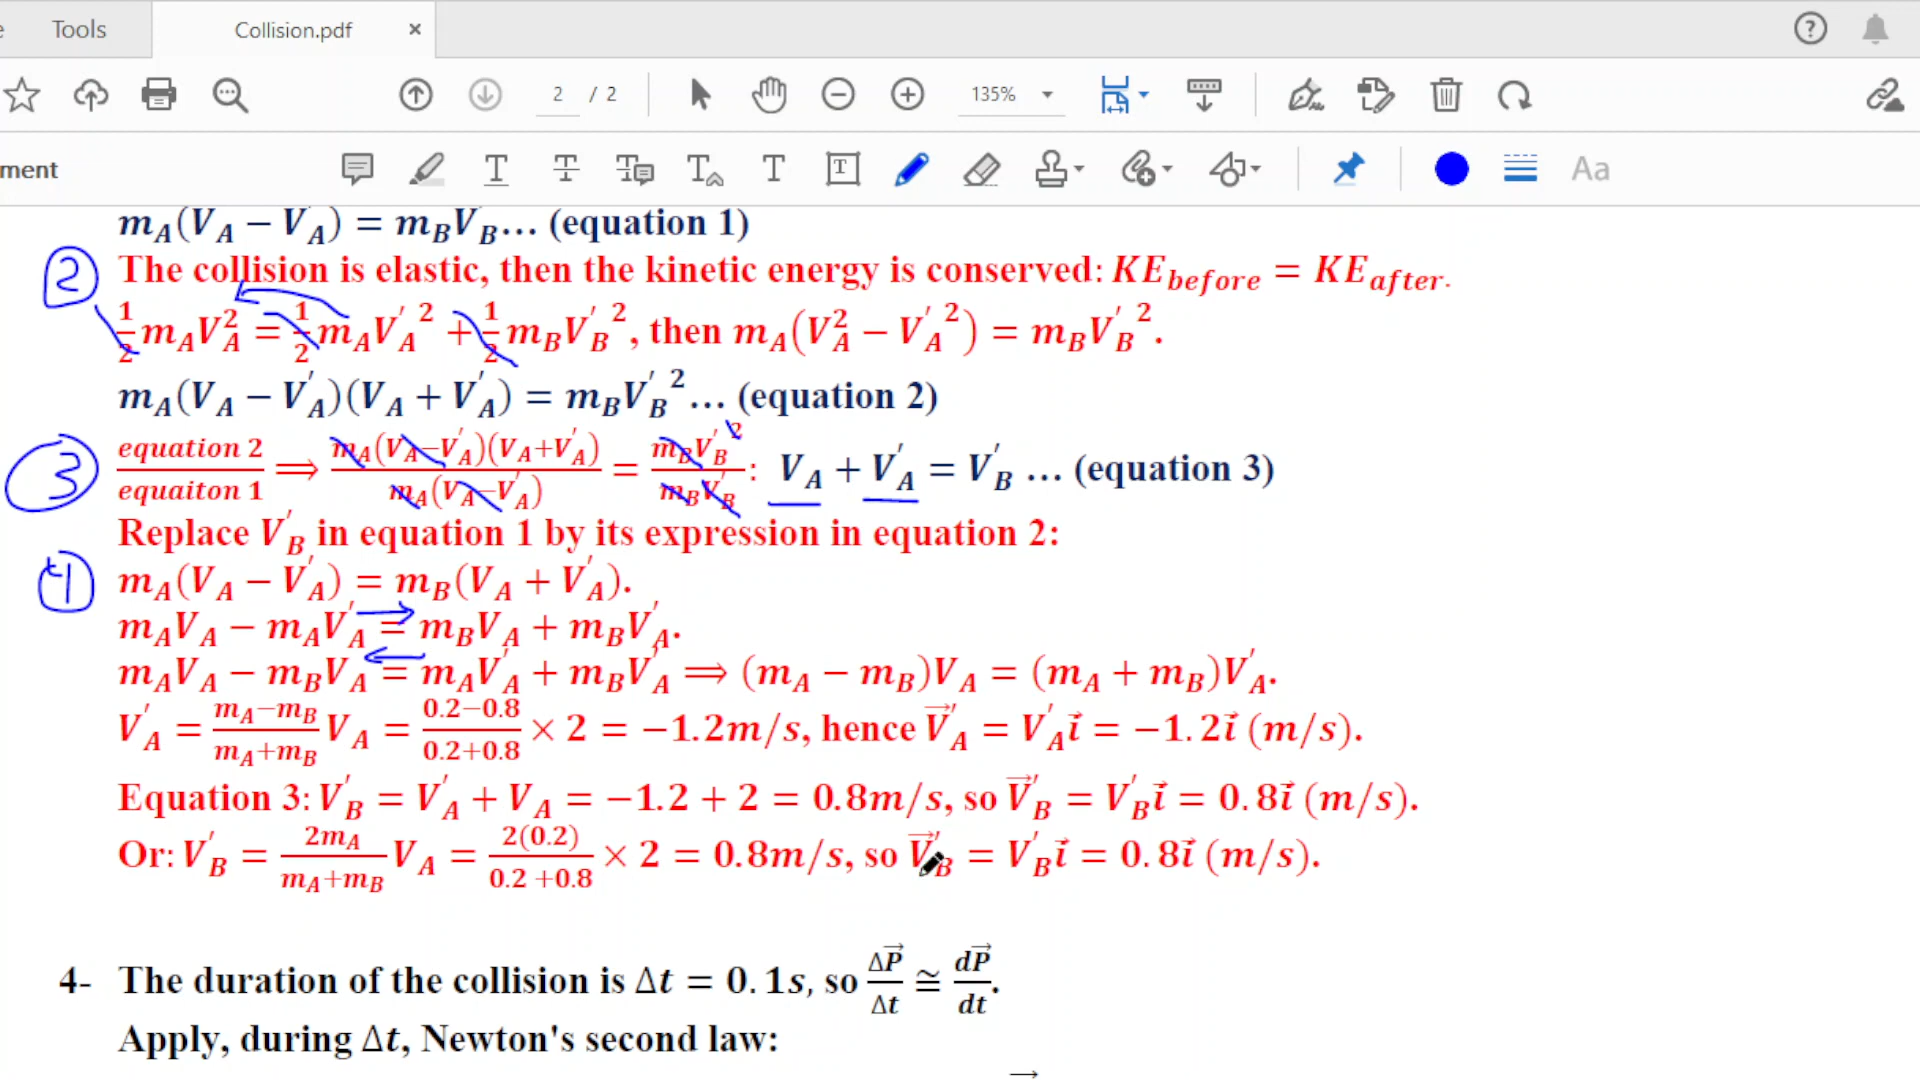 Tools
Collision.pdf ×
2 / 2
135%
ment
T T T T T T Aa
m_A(V_A − V'_A) = m_B V'_B… (equation 1)
2 The collision is elastic, then the kinetic energy is conserved: KE_before = KE_after.
1/2 m_A V_A² = 1/2 m_A V'_A² + 1/2 m_B V'_B², then m_A(V_A² − V'_A²) = m_B V'_B².
m_A(V_A − V'_A)(V_A + V'_A) = m_B V'_B²… (equation 2)
3 equation 2/equaiton 1 ⟹ m_A(V_A−V'_A)(V_A+V'_A)/m_A(V_A−V'_A) = m_B V'_B²/m_B V'_B: V_A + V'_A = V'_B … (equation 3)
Replace V'_B in equation 1 by its expression in equation 2:
4 m_A(V_A − V'_A) = m_B(V_A + V'_A).
m_A V_A − m_A V'_A = m_B V_A + m_B V'_A.
m_A V_A − m_B V_A = m_A V'_A + m_B V'_A ⟹ (m_A − m_B)V_A = (m_A + m_B)V'_A.
V'_A = m_A−m_B/m_A+m_B V_A = 0.2−0.8/0.2+0.8 × 2 = −1.2m/s, hence V⃗'_A = V'_A i⃗ = −1.2i⃗ (m/s).
Equation 3: V'_B = V'_A + V_A = −1.2 + 2 = 0.8m/s, so V⃗'_B = V'_B i⃗ = 0.8i⃗ (m/s).
Or: V'_B = 2m_A/m_A+m_B V_A = 2(0.2)/0.2 +0.8 × 2 = 0.8m/s, so V⃗'_B = V'_B i⃗ = 0.8i⃗ (m/s).
4- The duration of the collision is Δt = 0.1s, so ΔP⃗/Δt ≅ dP⃗/dt.
Apply, during Δt, Newton's second law: